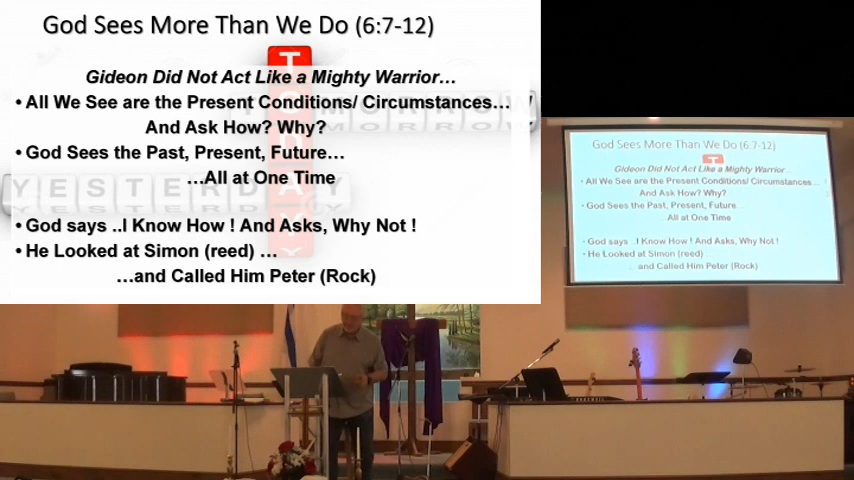 God Sees More Than We Do (6:7-12)
Gideon Did Not Act Like a Mighty Warrior…
• All We See are the Present Conditions/ Circumstances…
And Ask How? Why?
• God Sees the Past, Present, Future…
…All at One Time
YESTERDAY
• God says ..I Know How ! And Asks, Why Not !
• He Looked at Simon (reed) …
…and Called Him Peter (Rock)
God Sees More Than We Do (6:7-12)
Gideon Did Not Act Like a Mighty Warrior...
• All We See are the Present Conditions/ Circumstances...
And Ask How? Why?
• God Sees the Past, Present, Future...
...All at One Time
• God says ..I Know How ! And Asks, Why Not !
• He Looked at Simon (reed)
... and Called Him Peter (Rock)